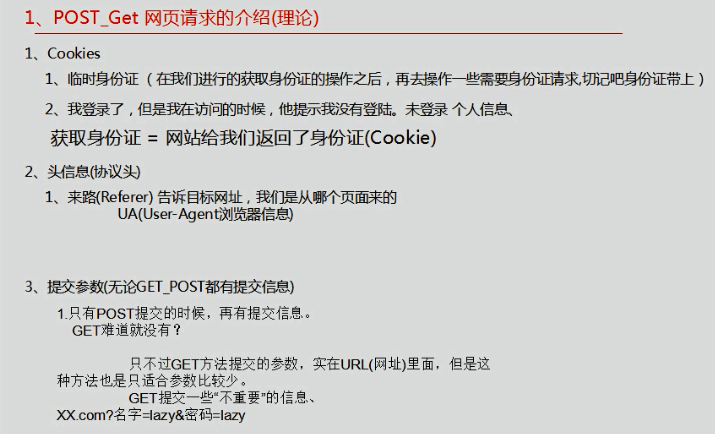 1、POST_Get 网页请求的介绍(理论)
1、Cookies
1、临时身份证 （在我们进行的获取身份证的操作之后，再去操作一些需要身份证请求,切记吧身份证带上）
2、我登录了，但是我在访问的时候，他提示我没有登陆。未登录 个人信息、
获取身份证 = 网站给我们返回了身份证(Cookie)
2、头信息(协议头)
1、来路(Referer) 告诉目标网址，我们是从哪个页面来的
UA(User-Agent浏览器信息)
3、提交参数(无论GET_POST都有提交信息)
1.只有POST提交的时候，再有提交信息。
GET难道就没有？
只不过GET方法提交的参数，实在URL(网址)里面，但是这
种方法也是只适合参数比较少。
GET提交一些“不重要”的信息、
XX.com?名字=lazy&密码=lazy